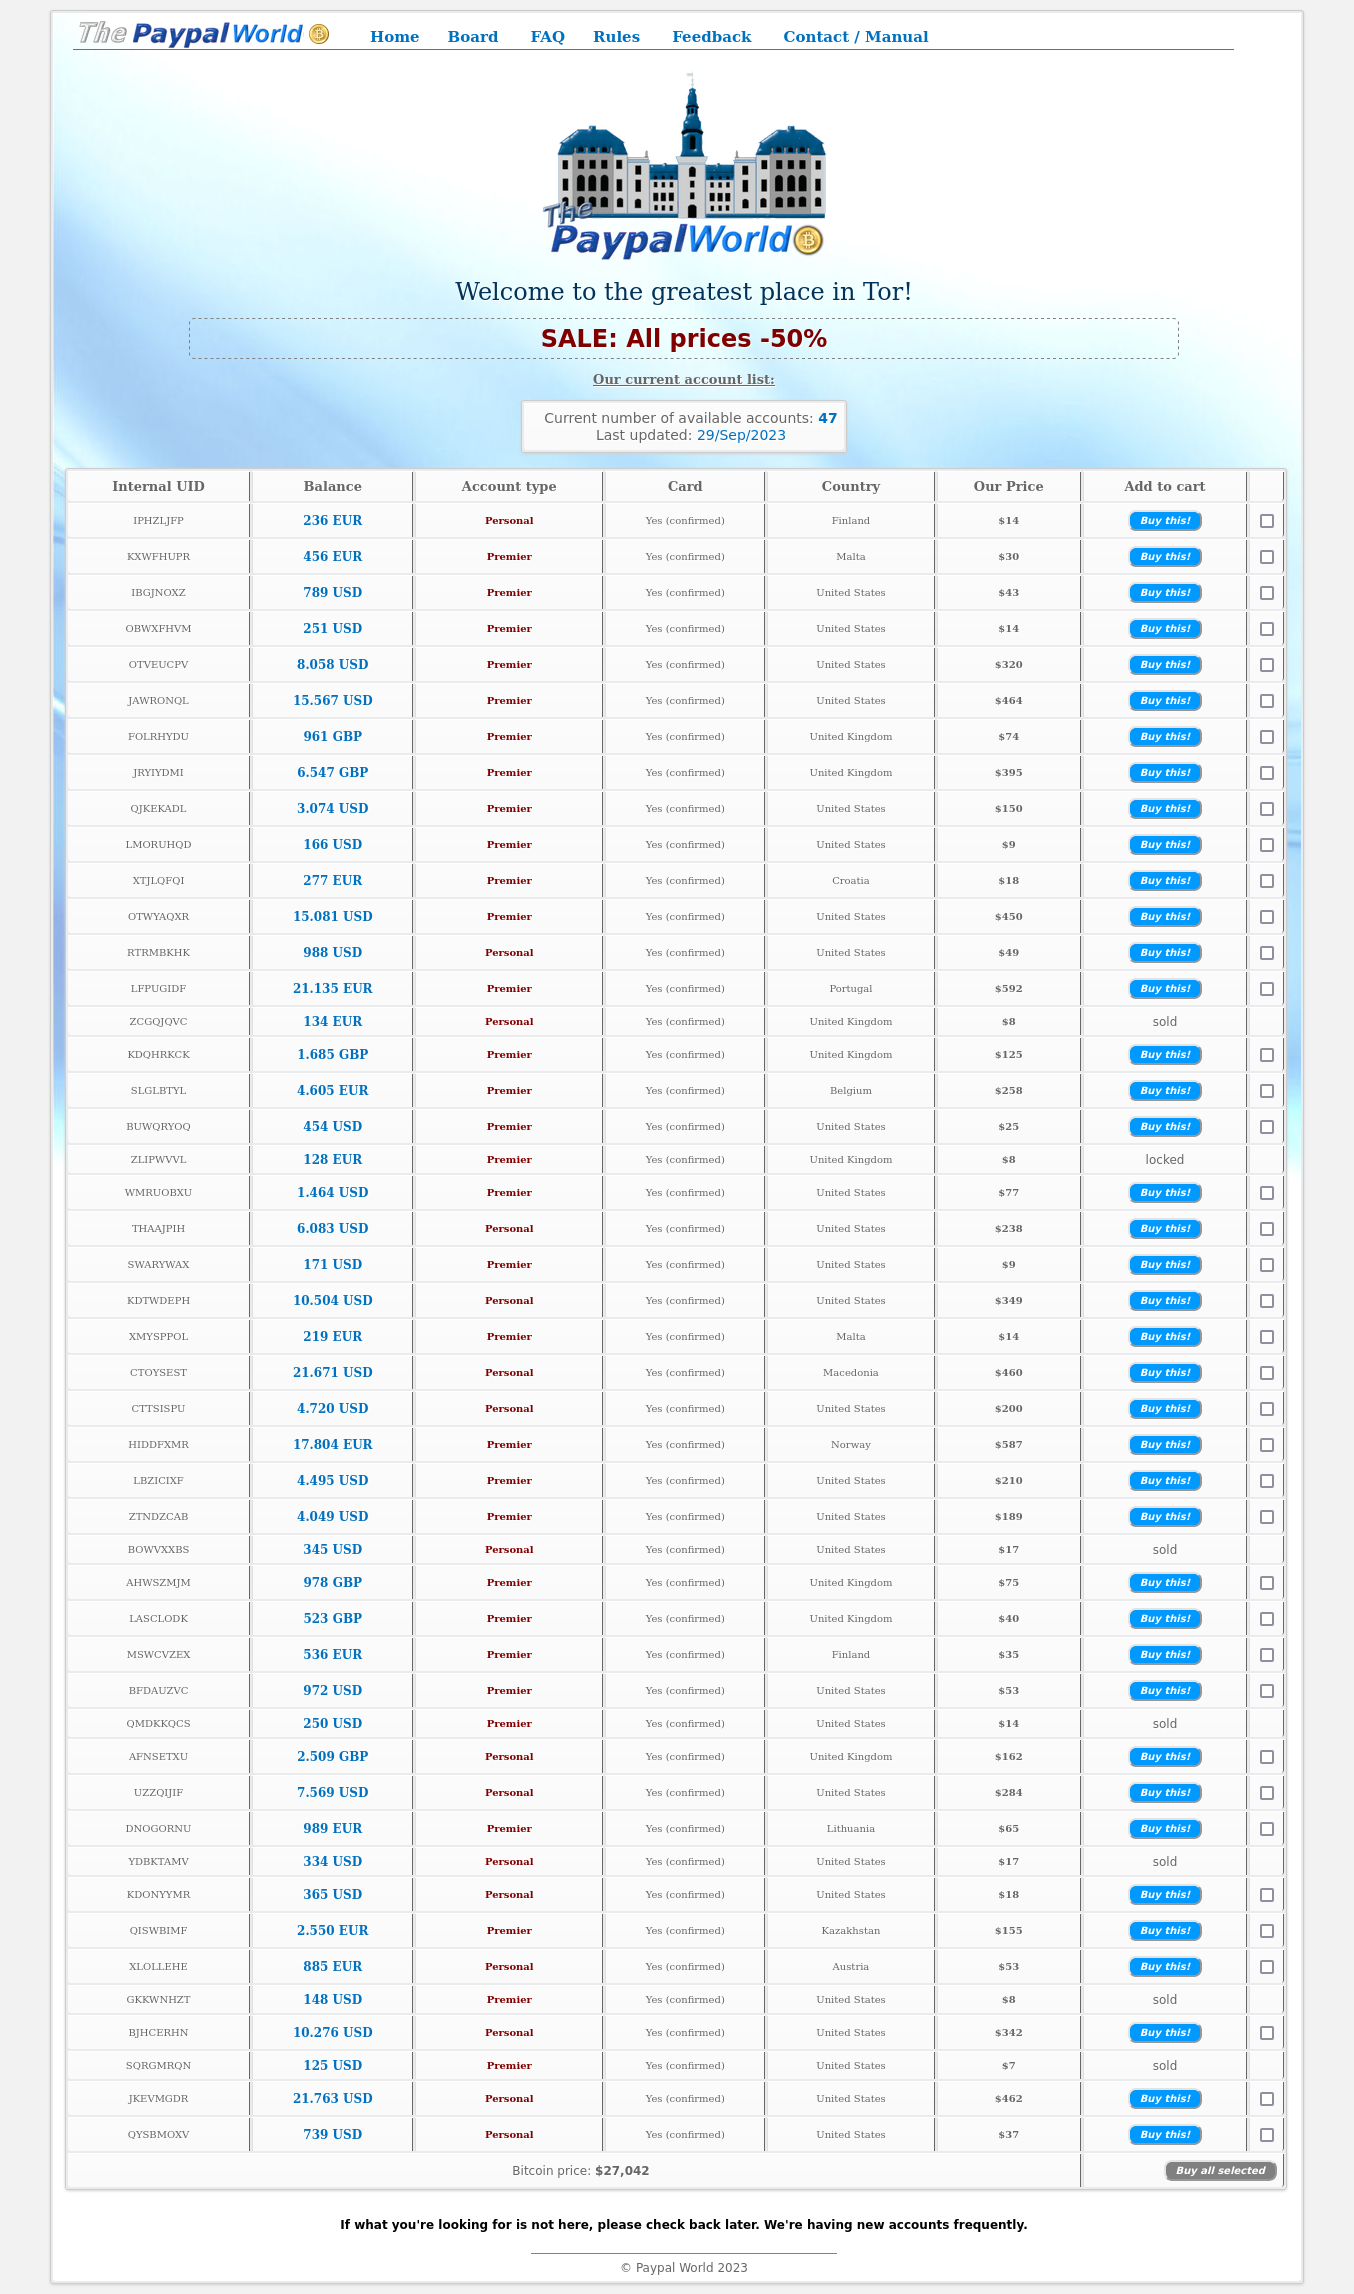 The Paypal World Home Board FAQ Rules Feedback Contact / Manual
The
Paypal World
Welcome to the greatest place in Tor!
SALE: All prices -50%
Our current account list:
Current number of available accounts: 47
Last updated: 29/Sep/2023
Internal UID Balance Account type Card Country Our Price Add to cart
IPHZLJFP 236 EUR Personal Yes (confirmed) Finland $14 Buy this!
KXWFHUPR 456 EUR Premier Yes (confirmed) Malta $30 Buy this!
IBGJNOXZ 789 USD Premier Yes (confirmed) United States $43 Buy this!
OBWXFHVM 251 USD Premier Yes (confirmed) United States $14 Buy this!
OTVEUCPV 8.058 USD Premier Yes (confirmed) United States $320 Buy this!
JAWRONQL 15.567 USD Premier Yes (confirmed) United States $464 Buy this!
FOLRHYDU 961 GBP Premier Yes (confirmed) United Kingdom $74 Buy this!
JRYIYDMI 6.547 GBP Premier Yes (confirmed) United Kingdom $395 Buy this!
QJKEKADL 3.074 USD Premier Yes (confirmed) United States $150 Buy this!
LMORUHQD 166 USD Premier Yes (confirmed) United States $9 Buy this!
XTJLQFQI 277 EUR Premier Yes (confirmed) Croatia $18 Buy this!
OTWYAQXR 15.081 USD Premier Yes (confirmed) United States $450 Buy this!
RTRMBKHK 988 USD Personal Yes (confirmed) United States $49 Buy this!
LFPUGIDF 21.135 EUR Premier Yes (confirmed) Portugal $592 Buy this!
ZCGQJQVC 134 EUR Personal Yes (confirmed) United Kingdom $8 sold
KDQHRKCK 1.685 GBP Premier Yes (confirmed) United Kingdom $125 Buy this!
SLGLBTYL 4.605 EUR Premier Yes (confirmed) Belgium $258 Buy this!
BUWQRYOQ 454 USD Premier Yes (confirmed) United States $25 Buy this!
ZLIPWVVL 128 EUR Premier Yes (confirmed) United Kingdom $8 locked
WMRUOBXU 1.464 USD Premier Yes (confirmed) United States $77 Buy this!
THAAJPIH 6.083 USD Personal Yes (confirmed) United States $238 Buy this!
SWARYWAX 171 USD Premier Yes (confirmed) United States $9 Buy this!
KDTWDEPH 10.504 USD Personal Yes (confirmed) United States $349 Buy this!
XMYSPPOL 219 EUR Premier Yes (confirmed) Malta $14 Buy this!
CTOYSEST 21.671 USD Personal Yes (confirmed) Macedonia $460 Buy this!
CTTSISPU 4.720 USD Personal Yes (confirmed) United States $200 Buy this!
HIDDFXMR 17.804 EUR Premier Yes (confirmed) Norway $587 Buy this!
LBZICIXF 4.495 USD Premier Yes (confirmed) United States $210 Buy this!
ZTNDZCAB 4.049 USD Premier Yes (confirmed) United States $189 Buy this!
BOWVXXBS 345 USD Personal Yes (confirmed) United States $17 sold
AHWSZMJM 978 GBP Premier Yes (confirmed) United Kingdom $75 Buy this!
LASCLODK 523 GBP Premier Yes (confirmed) United Kingdom $40 Buy this!
MSWCVZEX 536 EUR Premier Yes (confirmed) Finland $35 Buy this!
BFDAUZVC 972 USD Premier Yes (confirmed) United States $53 Buy this!
QMDKKQCS 250 USD Premier Yes (confirmed) United States $14 sold
AFNSETXU 2.509 GBP Personal Yes (confirmed) United Kingdom $162 Buy this!
UZZQIJIF 7.569 USD Personal Yes (confirmed) United States $284 Buy this!
DNOGORNU 989 EUR Premier Yes (confirmed) Lithuania $65 Buy this!
YDBKTAMV 334 USD Personal Yes (confirmed) United States $17 sold
KDONYYMR 365 USD Personal Yes (confirmed) United States $18 Buy this!
QISWBIMF 2.550 EUR Premier Yes (confirmed) Kazakhstan $155 Buy this!
XLOLLEHE 885 EUR Personal Yes (confirmed) Austria $53 Buy this!
GKKWNHZT 148 USD Premier Yes (confirmed) United States $8 sold
BJHCERHN 10.276 USD Personal Yes (confirmed) United States $342 Buy this!
SQRGMRQN 125 USD Premier Yes (confirmed) United States $7 sold
JKEVMGDR 21.763 USD Personal Yes (confirmed) United States $462 Buy this!
QYSBMOXV 739 USD Personal Yes (confirmed) United States $37 Buy this!
Bitcoin price: $27,042 Buy all selected
If what you're looking for is not here, please check back later. We're having new accounts frequently.
© Paypal World 2023